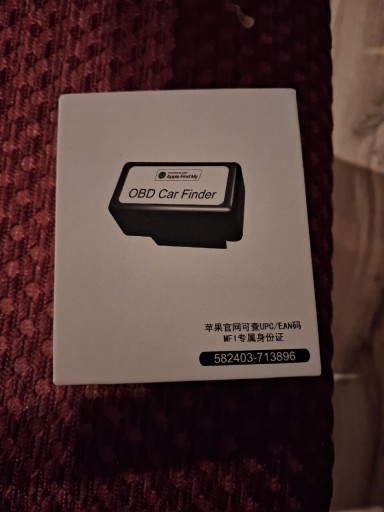 Apple Find My
OBD Car Finder
苹果官网可查UPC/EAN码
MFI专属身份证
582403-713896